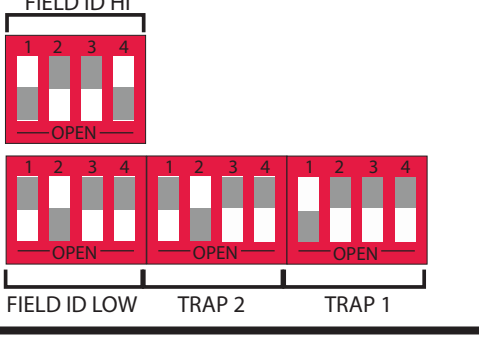 FIELD ID HI
1 2 3 4
OPEN
1 2 3 4 1 2 3 4 1 2 3 4
OPEN OPEN OPEN
FIELD ID LOW TRAP 2 TRAP 1